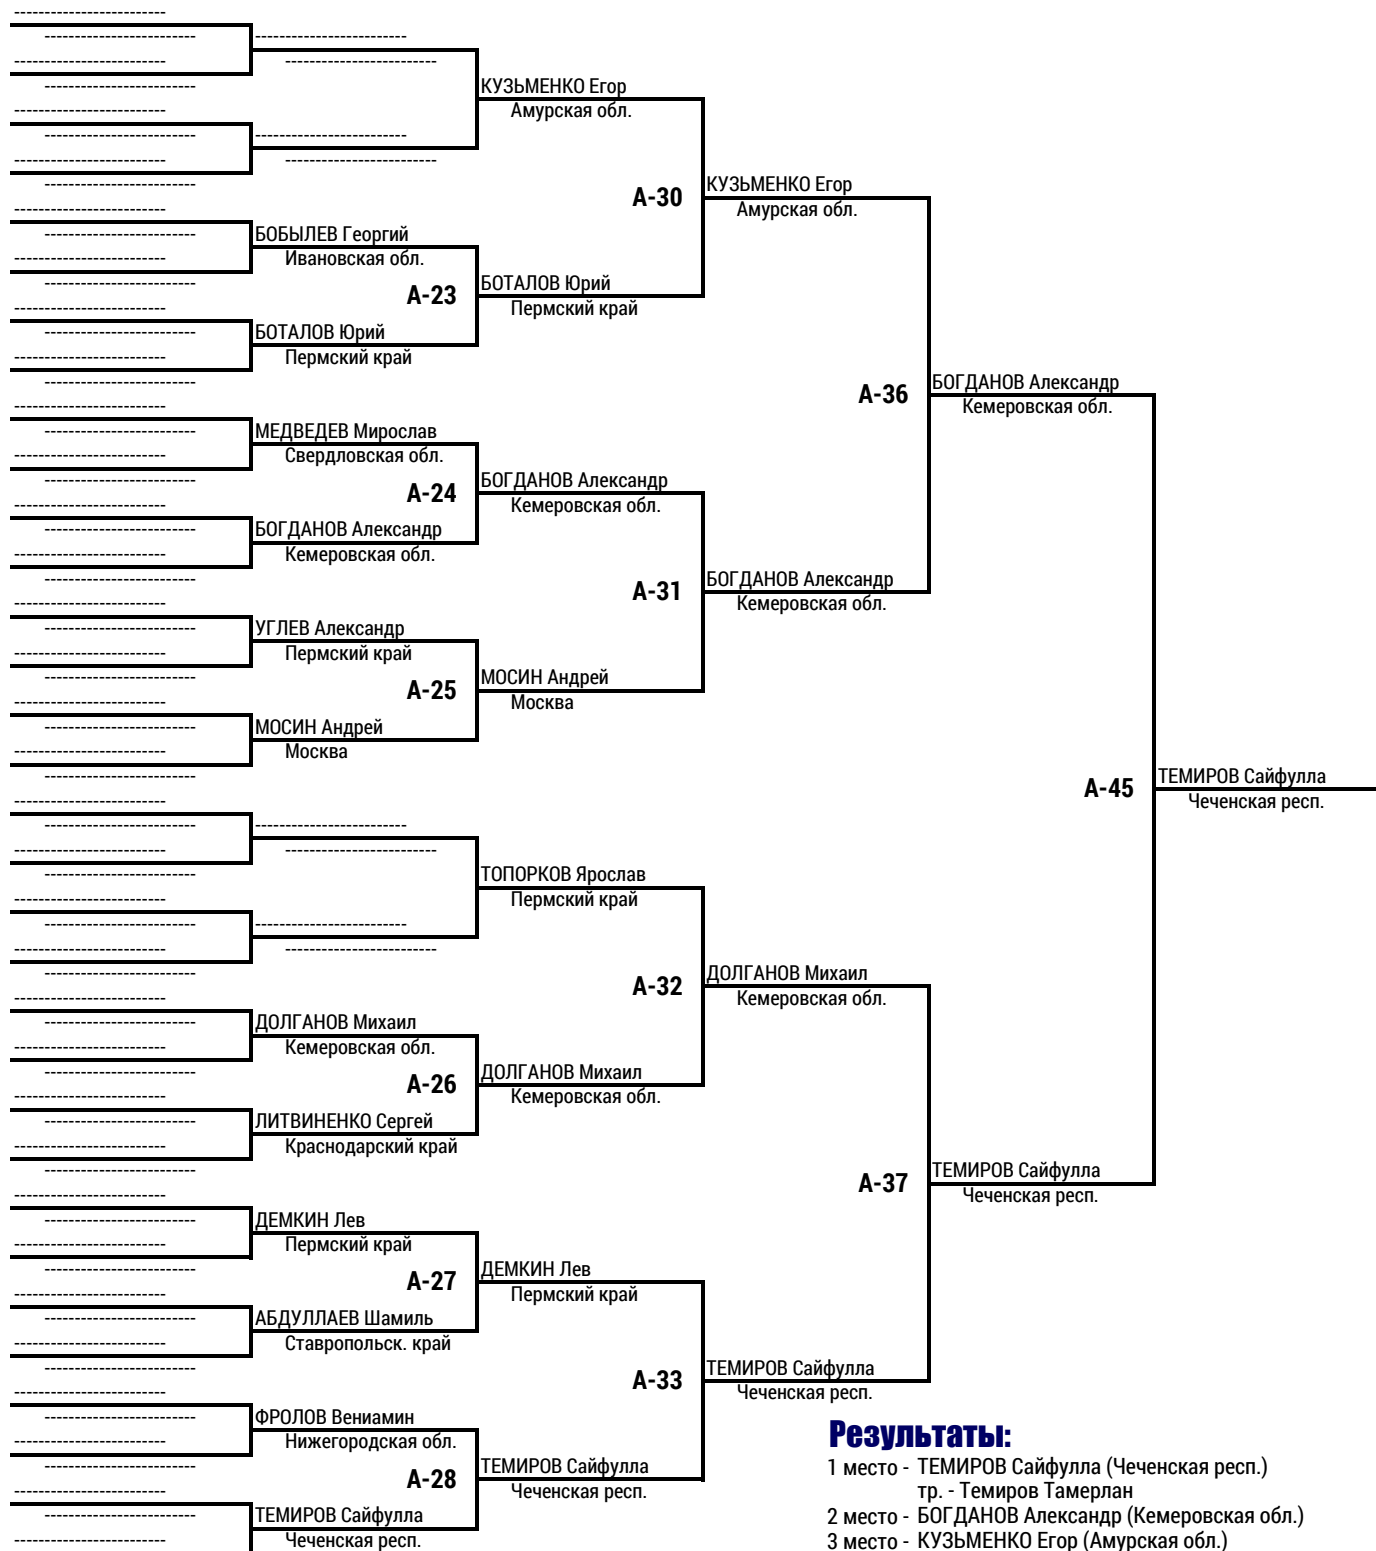 КУЗЬМЕНКО Егор
Амурская обл.
А-30
КУЗЬМЕНКО Егор
Амурская обл.
БОБЫЛЕВ Георгий
Ивановская обл.
А-23
БОТАЛОВ Юрий
Пермский край
БОТАЛОВ Юрий
Пермский край
А-36
БОГДАНОВ Александр
Кемеровская обл.
МЕДВЕДЕВ Мирослав
Свердловская обл.
А-24
БОГДАНОВ Александр
Кемеровская обл.
БОГДАНОВ Александр
Кемеровская обл.
А-31
БОГДАНОВ Александр
Кемеровская обл.
УГЛЕВ Александр
Пермский край
А-25
МОСИН Андрей
Москва
МОСИН Андрей
Москва
А-45
ТЕМИРОВ Сайфулла
Чеченская респ.
ТОПОРКОВ Ярослав
Пермский край
А-32
ДОЛГАНОВ Михаил
Кемеровская обл.
ДОЛГАНОВ Михаил
Кемеровская обл.
А-26
ДОЛГАНОВ Михаил
Кемеровская обл.
ЛИТВИНЕНКО Сергей
Краснодарский край
А-37
ТЕМИРОВ Сайфулла
Чеченская респ.
ДЕМКИН Лев
Пермский край
А-27
ДЕМКИН Лев
Пермский край
АБДУЛЛАЕВ Шамиль
Ставропольск. край
А-33
ТЕМИРОВ Сайфулла
Чеченская респ.
ФРОЛОВ Вениамин
Нижегородская обл.
А-28
ТЕМИРОВ Сайфулла
Чеченская респ.
ТЕМИРОВ Сайфулла
Чеченская респ.
Результаты:
1 место - ТЕМИРОВ Сайфулла (Чеченская респ.)
тр. - Темиров Тамерлан
2 место - БОГДАНОВ Александр (Кемеровская обл.)
3 место - КУЗЬМЕНКО Егор (Амурская обл.)